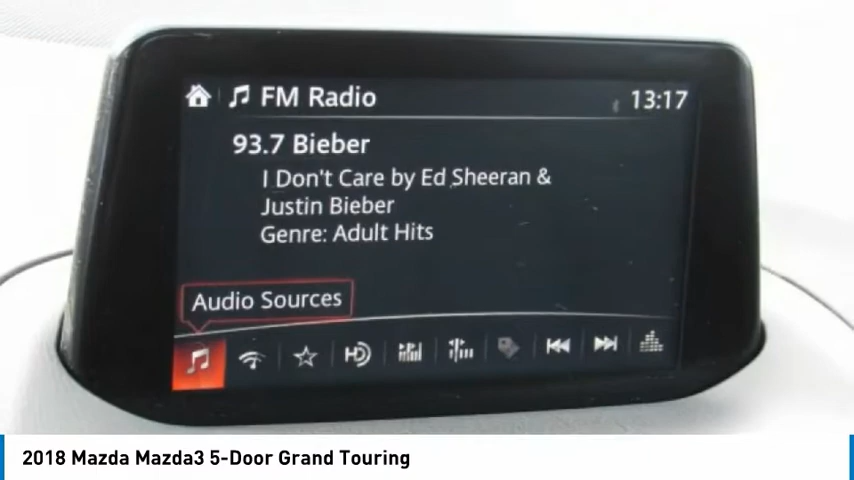 FM Radio
13:17
93.7 Bieber
I Don't Care by Ed Sheeran &
Justin Bieber
Genre: Adult Hits
Audio Sources
HD
2018 Mazda Mazda3 5-Door Grand Touring